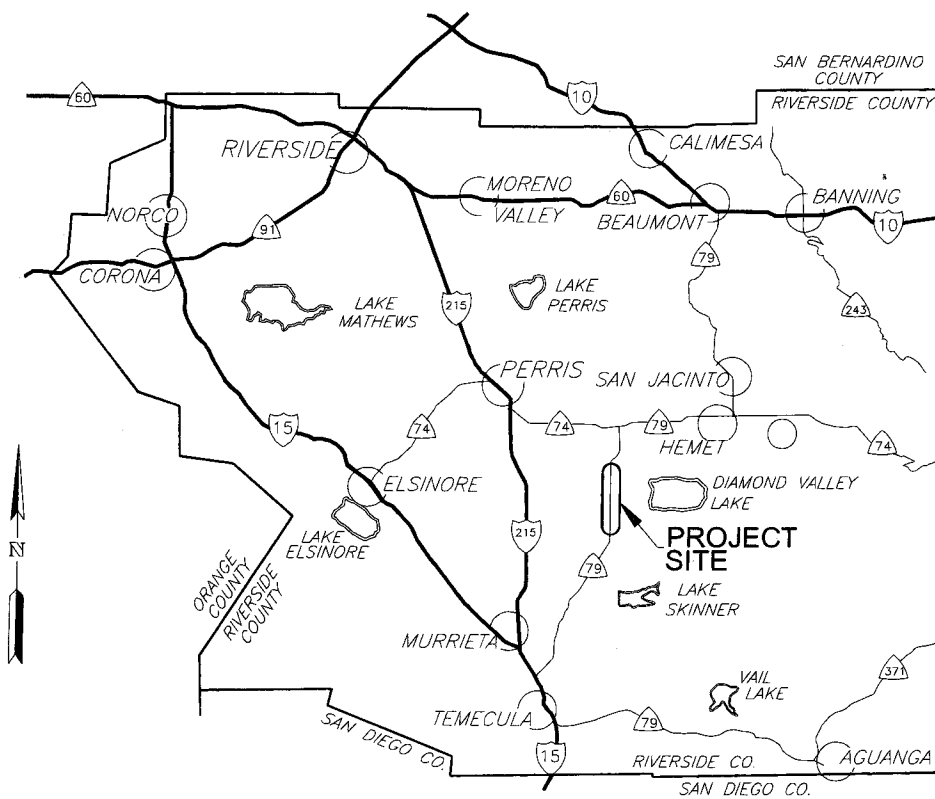 SAN BERNARDINO
COUNTY
RIVERSIDE COUNTY
60
10
RIVERSIDE
CALIMESA
MORENO
VALLEY
60
BEAUMONT
BANNING
10
NORCO
91
CORONA
79
LAKE
MATHEWS
215
LAKE
PERRIS
243
PERRIS
SAN JACINTO
15
74
74
79
HEMET
74
ELSINORE
DIAMOND VALLEY
LAKE
N
LAKE
ELSINORE
215
PROJECT
SITE
79
ORANGE
COUNTY
RIVERSIDE
COUNTY
LAKE
SKINNER
MURRIETA
371
VAIL
LAKE
TEMECULA
79
SAN DIEGO CO.
15
RIVERSIDE CO.
AGUANGA
SAN DIEGO CO.